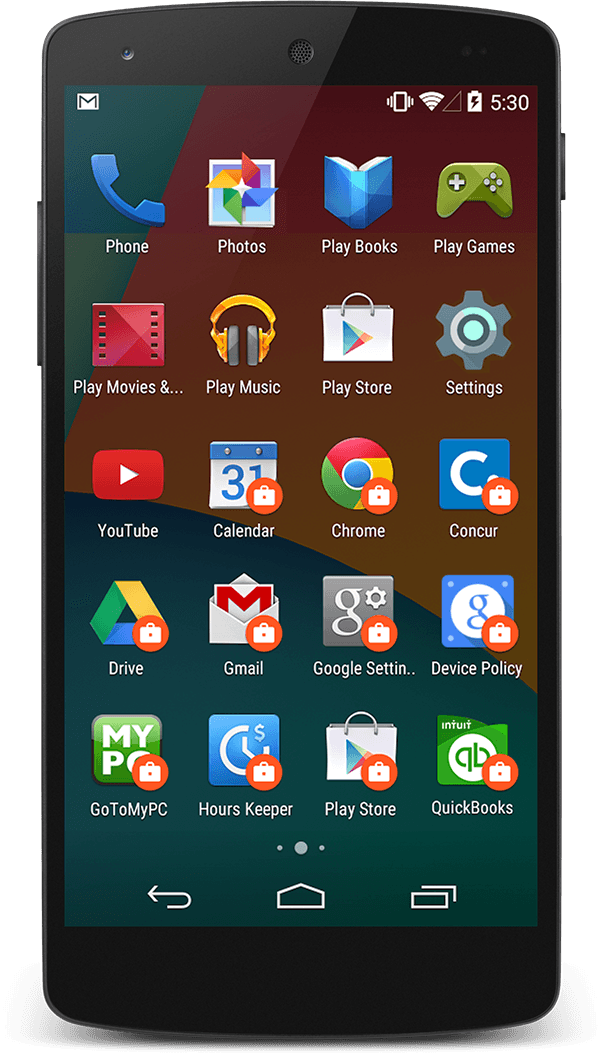 5:30
Phone
Photos
Play Books
Play Games
Play Movies &...
Play Music
Play Store
Settings
31
C.
YouTube
Calendar
Chrome
Concur
g
g
Drive
Gmail
Google Settin..
Device Policy
MY
PC
$
INTUIT
qb
GoToMyPC
Hours Keeper
Play Store
QuickBooks